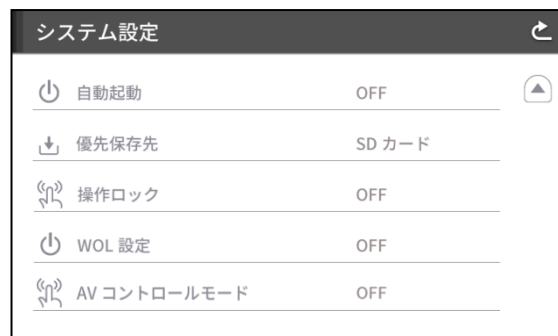 システム設定
自動起動 OFF
優先保存先 SD カード
操作ロック OFF
WOL 設定 OFF
AV コントロールモード OFF